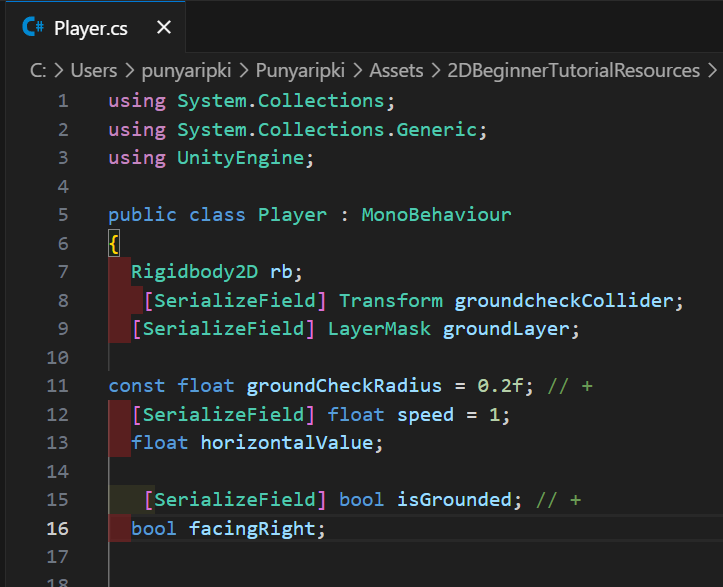 Player.cs
C: > Users > punyaripki > Punyaripki > Assets > 2DBeginnerTutorialResources >
1 using System.Collections;
2 using System.Collections.Generic;
3 using UnityEngine;
4
5 public class Player : MonoBehaviour
6 {
7 Rigidbody2D rb;
8 [SerializeField] Transform groundcheckCollider;
9 [SerializeField] LayerMask groundLayer;
10
11 const float groundCheckRadius = 0.2f; // +
12 [SerializeField] float speed = 1;
13 float horizontalValue;
14
15 [SerializeField] bool isGrounded; // +
16 bool facingRight;
17
18